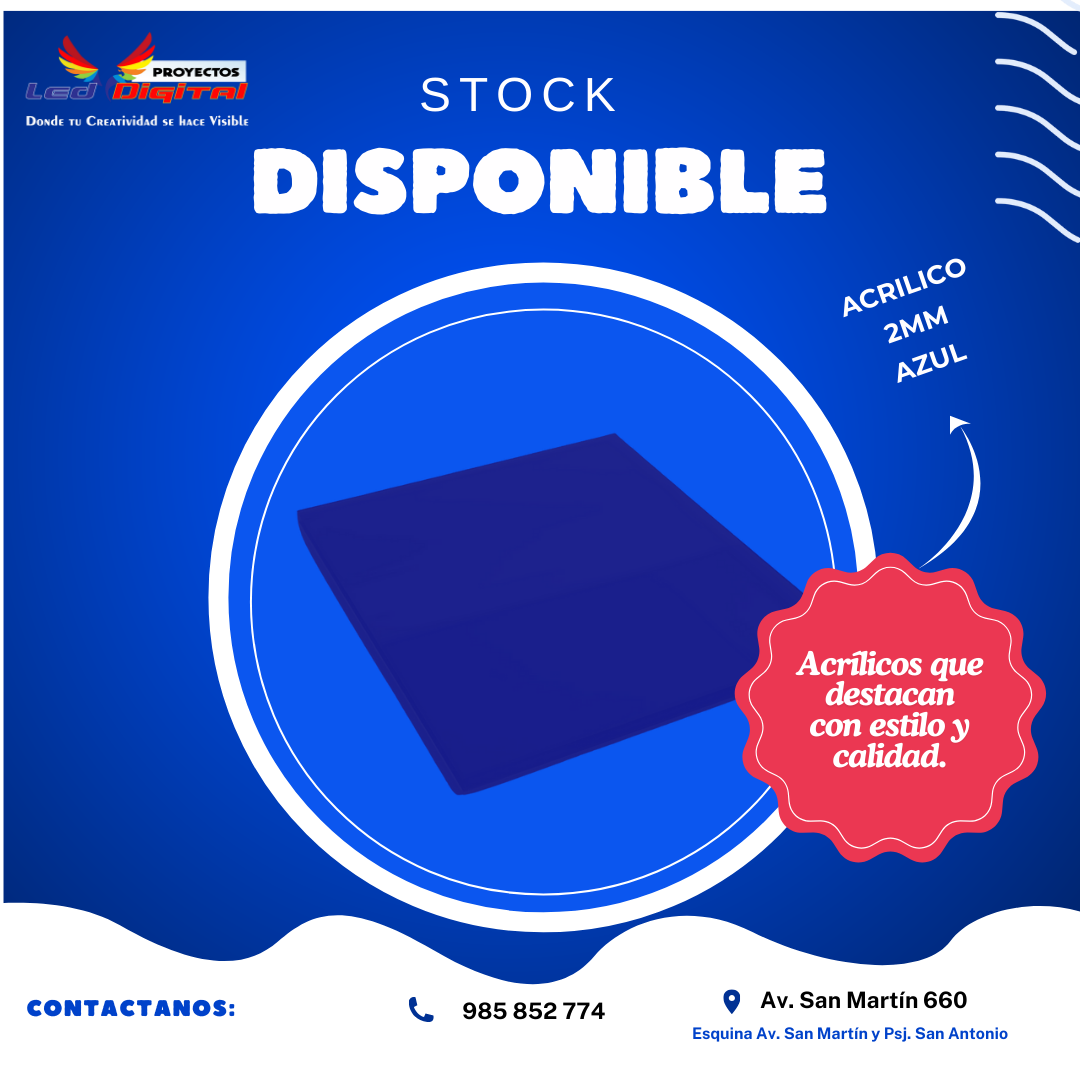 PROYECTOS
Led Digital
Donde tu Creatividad se hace Visible
STOCK
DISPONIBLE
ACRILICO
2MM
AZUL
Acrílicos que
destacan
con estilo y
calidad.
CONTACTANOS:
985 852 774
Av. San Martín 660
Esquina Av. San Martín y Psj. San Antonio